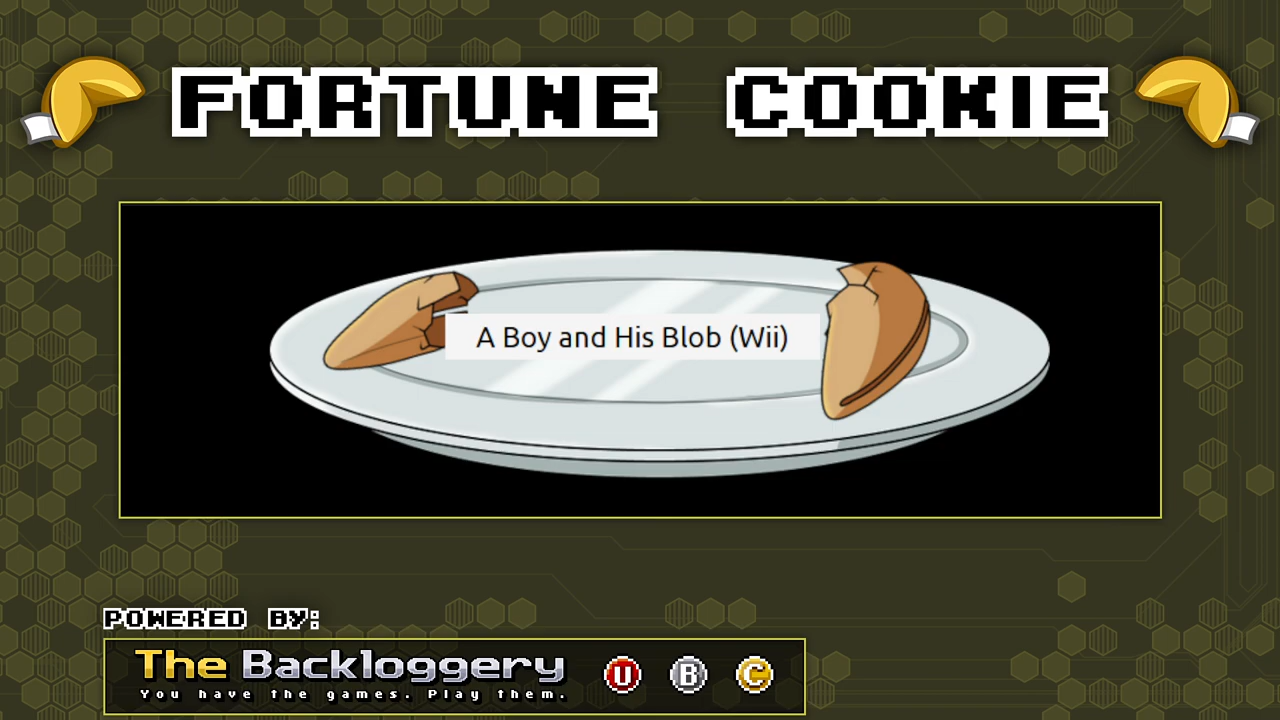 FORTUNE COOKIE
A Boy and His Blob (Wii)
POWERED BY:
The Backloggery
You have the games. Play them.
U B C